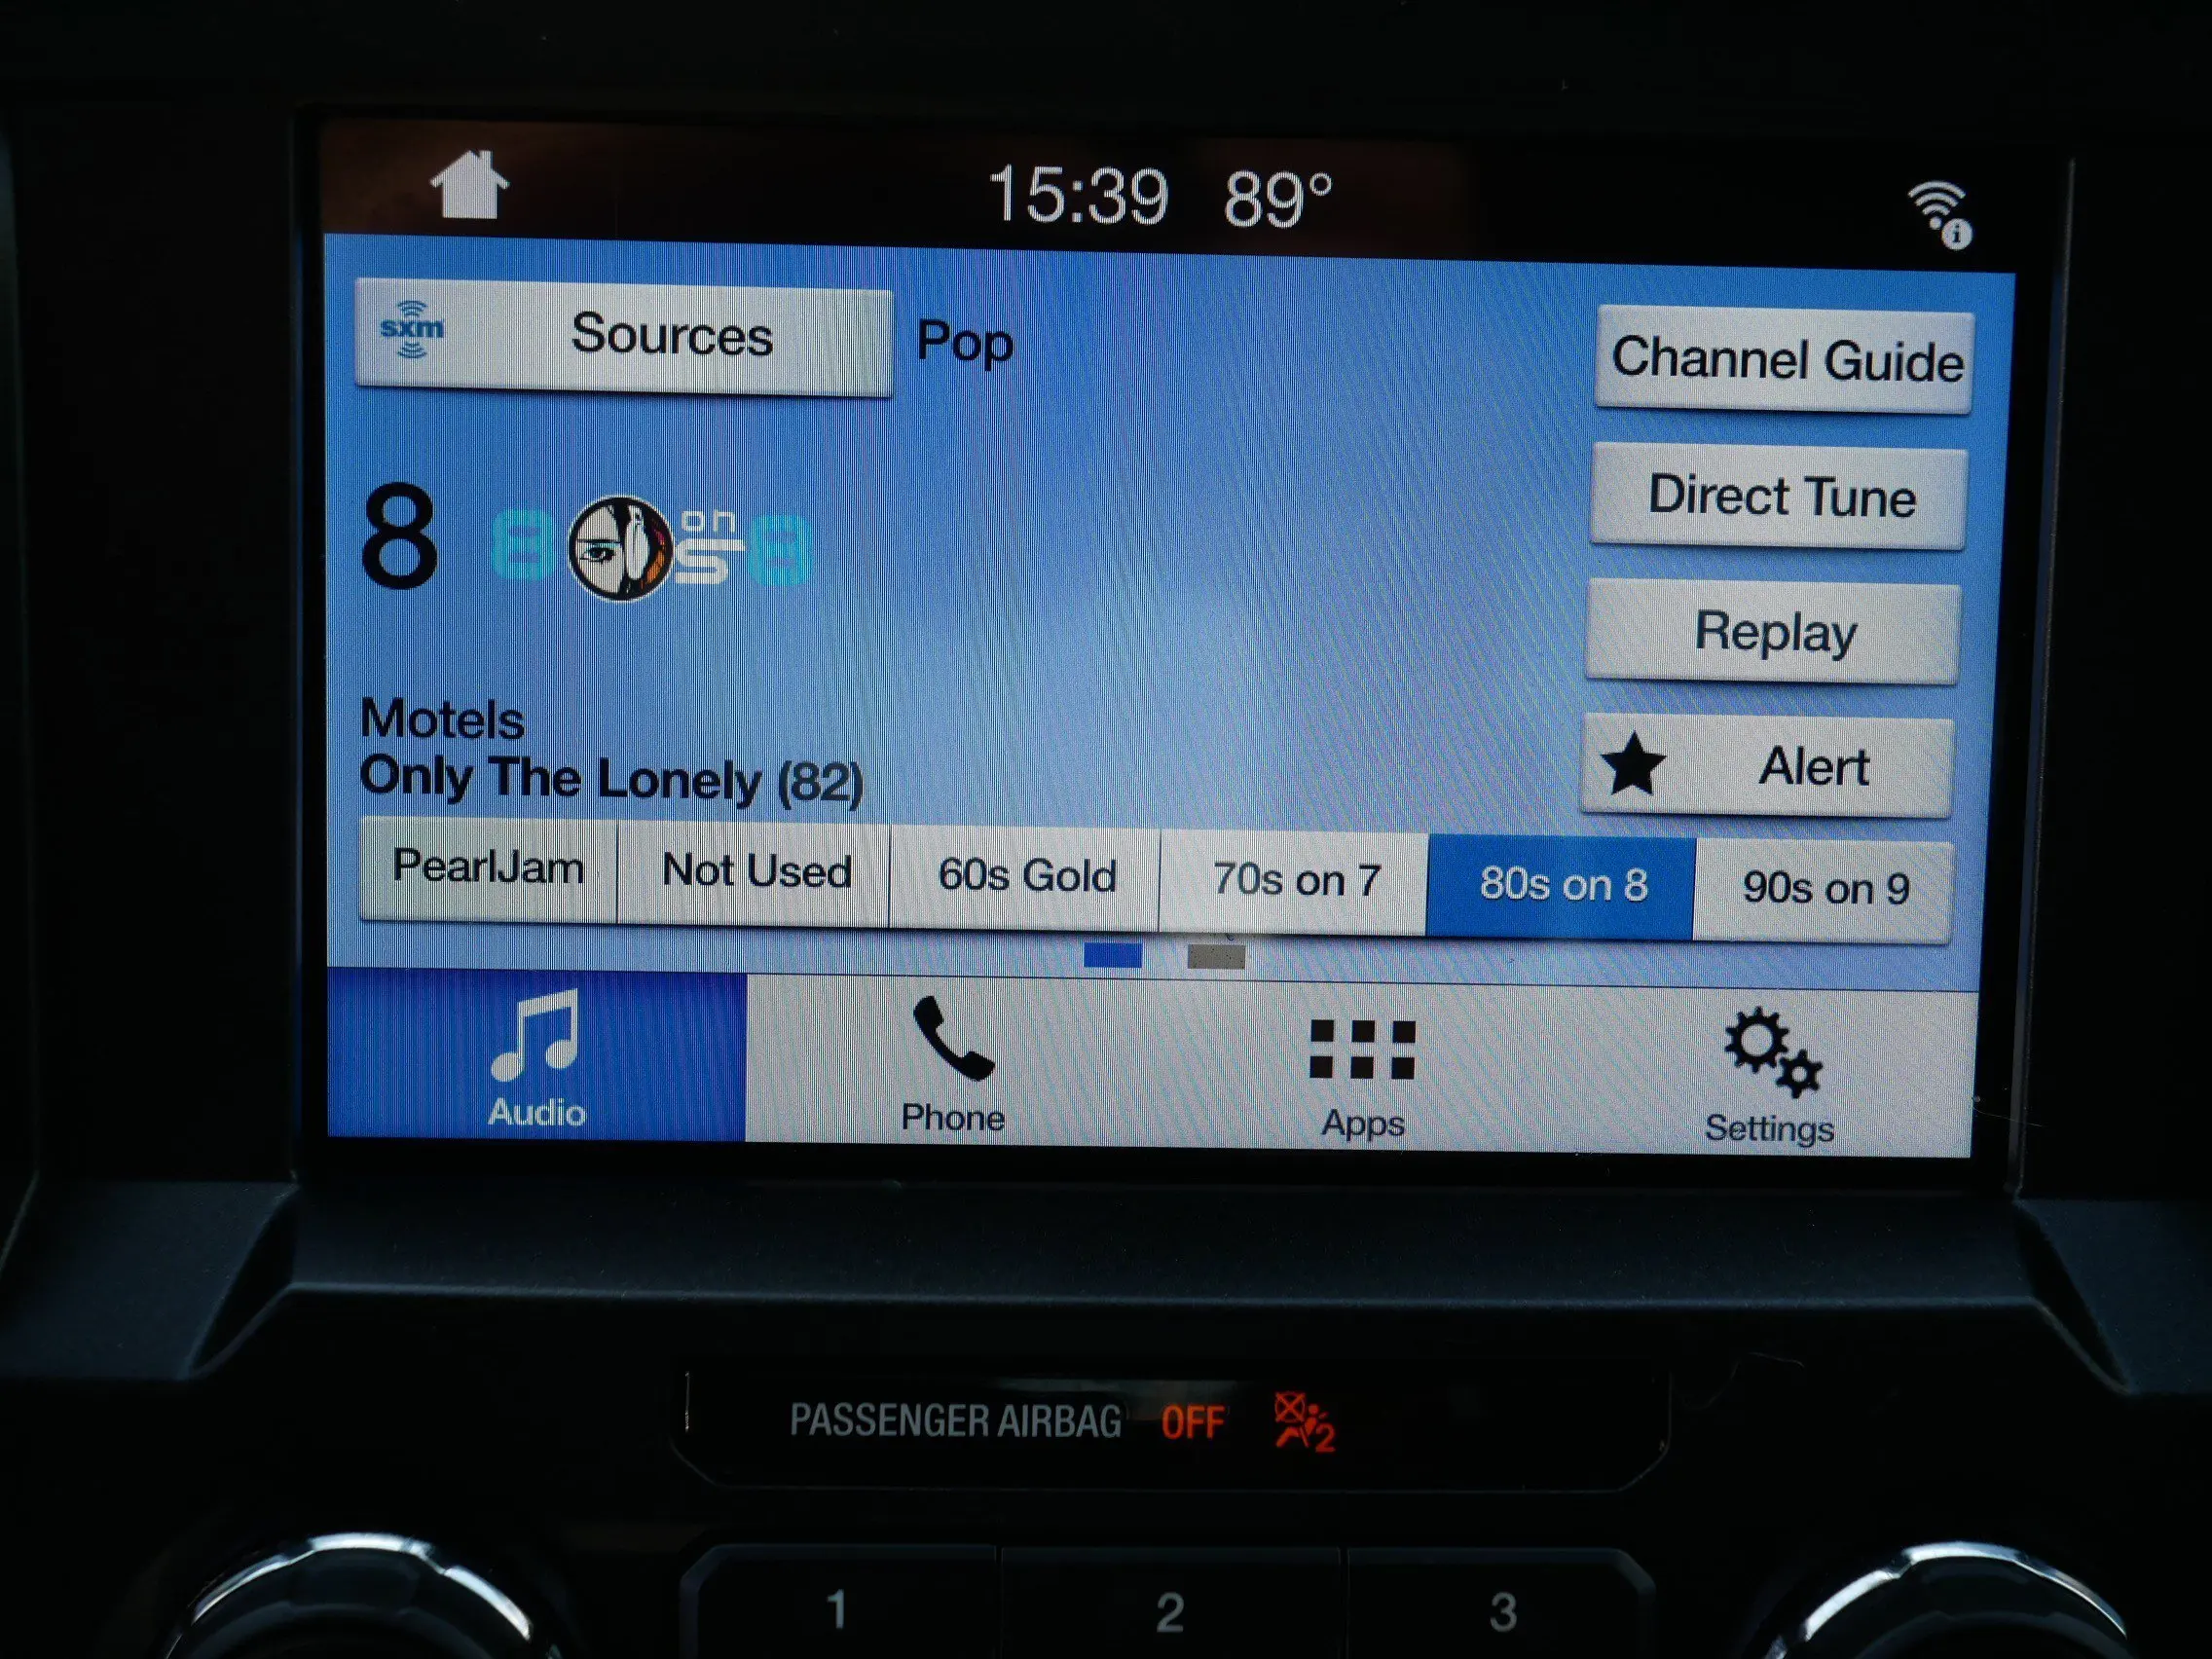 15:39 89°
sxm Sources Pop Channel Guide
Direct Tune
8 8 on
s 8
Replay
Motels
Only The Lonely (82)
Alert
PearlJam Not Used 60s Gold 70s on 7 80s on 8 90s on 9
Audio Phone Apps Settings
PASSENGER AIRBAG OFF 2
1 2 3